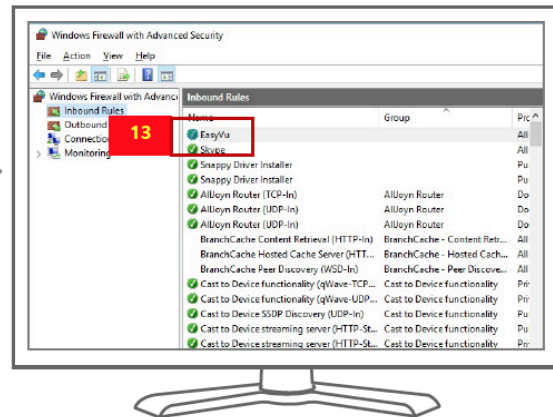 Windows Firewall with Advanced Security
File Action View Help
Windows Firewall with Advance
Inbound Rules
Outbound
Connection
Monitoring
13
Inbound Rules
Name Group Pro
EasyVu All
Skype All
Snappy Driver Installer Pu
Snappy Driver Installer Pu
AllJoyn Router (TCP-In) AllJoyn Router Do
AllJoyn Router (UDP-In) AllJoyn Router Do
AllJoyn Router (UDP-In) AllJoyn Router Do
BranchCache Content Retrieval (HTTP-In) BranchCache - Content Retr... All
BranchCache Hosted Cache Server (HTT... BranchCache - Hosted Cach... All
BranchCache Peer Discovery (WSD-In) BranchCache - Peer Discove... All
Cast to Device functionality (qWave-TCP... Cast to Device functionality Pri
Cast to Device functionality (qWave-UDP... Cast to Device functionality Pri
Cast to Device SSDP Discovery (UDP-In) Cast to Device functionality Pu
Cast to Device streaming server (HTTP-St... Cast to Device functionality Pu
Cast to Device streaming server (HTTP-St... Cast to Device functionality Pri